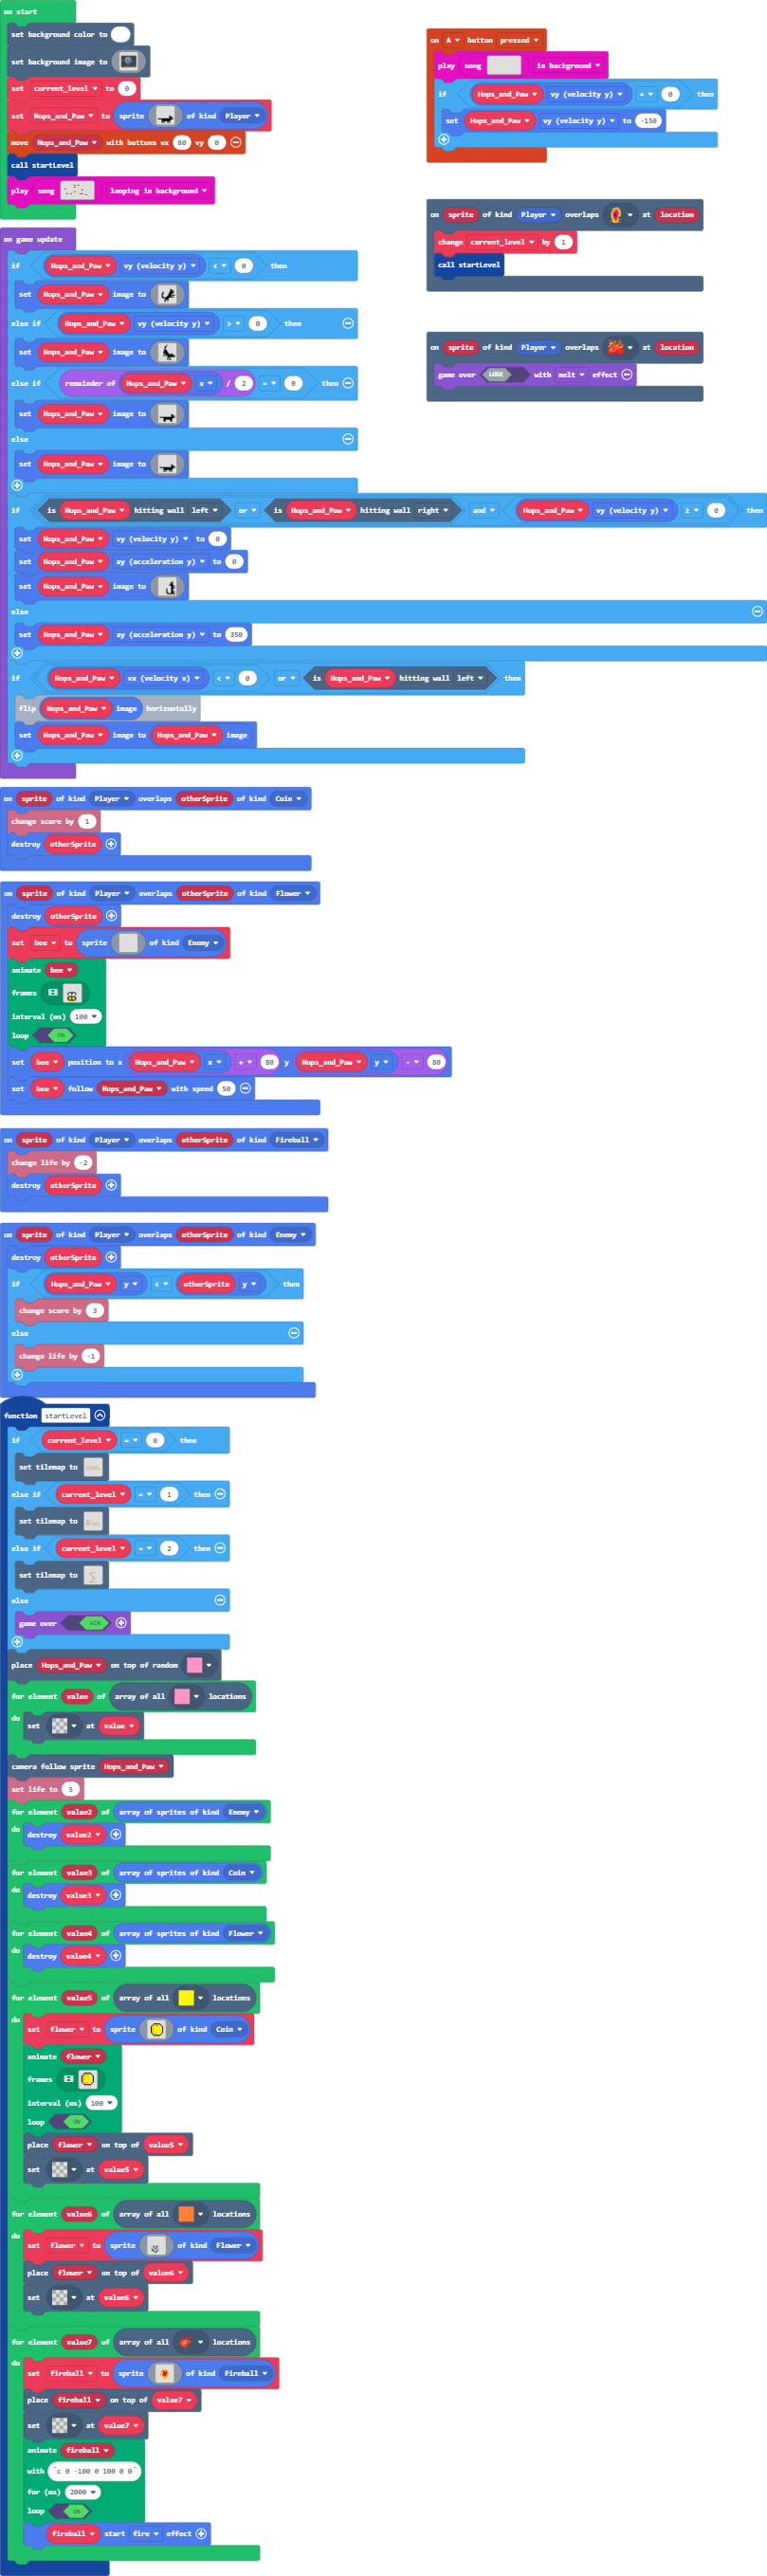 on start
set background color to
set background image to
set current_level to 0
set Hops_and_Paw to sprite of kind Player
move Hops_and_Paw with buttons vx 80 vy 0
call startLevel
play song looping in background
on A button pressed
play song in background
if Hops_and_Paw vy (velocity y) = 0 then
set Hops_and_Paw vy (velocity y) to -150
on sprite of kind Player overlaps at location
change current_level by 1
call startLevel
on sprite of kind Player overlaps at location
game over LOSE with melt effect
on game update
if Hops_and_Paw vy (velocity y) < 0 then
set Hops_and_Paw image to
else if Hops_and_Paw vy (velocity y) > 0 then
set Hops_and_Paw image to
else if remainder of Hops_and_Paw x / 2 = 0 then
set Hops_and_Paw image to
else
set Hops_and_Paw image to
if is Hops_and_Paw hitting wall left or is Hops_and_Paw hitting wall right and Hops_and_Paw vy (velocity y) ≥ 0 then
set Hops_and_Paw vy (velocity y) to 0
set Hops_and_Paw ay (acceleration y) to 0
set Hops_and_Paw image to
else
set Hops_and_Paw ay (acceleration y) to 350
if Hops_and_Paw vx (velocity x) < 0 or is Hops_and_Paw hitting wall left then
flip Hops_and_Paw image horizontally
set Hops_and_Paw image to Hops_and_Paw image
on sprite of kind Player overlaps otherSprite of kind Coin
change score by 1
destroy otherSprite
on sprite of kind Player overlaps otherSprite of kind Flower
destroy otherSprite
set bee to sprite of kind Enemy
animate bee
frames
interval (ms) 100
loop ON
set bee position to x Hops_and_Paw x + 80 y Hops_and_Paw y - 80
set bee follow Hops_and_Paw with speed 50
on sprite of kind Player overlaps otherSprite of kind Fireball
change life by -2
destroy otherSprite
on sprite of kind Player overlaps otherSprite of kind Enemy
destroy otherSprite
if Hops_and_Paw y < otherSprite y then
change score by 3
else
change life by -1
function startLevel
if current_level = 0 then
set tilemap to
else if current_level = 1 then
set tilemap to
else if current_level = 2 then
set tilemap to
else
game over WIN
place Hops_and_Paw on top of random
for element value of array of all locations
do
set at value
camera follow sprite Hops_and_Paw
set life to 5
for element value2 of array of sprites of kind Enemy
do
destroy value2
for element value3 of array of sprites of kind Coin
do
destroy value3
for element value4 of array of sprites of kind Flower
do
destroy value4
for element value5 of array of all locations
do
set flower to sprite of kind Coin
animate flower
frames
interval (ms) 100
loop ON
place flower on top of value5
set at value5
for element value6 of array of all locations
do
set flower to sprite of kind Flower
place flower on top of value6
set at value6
for element value7 of array of all locations
do
set fireball to sprite of kind Fireball
place fireball on top of value7
set at value7
animate fireball
with "c 0 -100 0 100 0 0"
for (ms) 2000
loop ON
fireball start fire effect